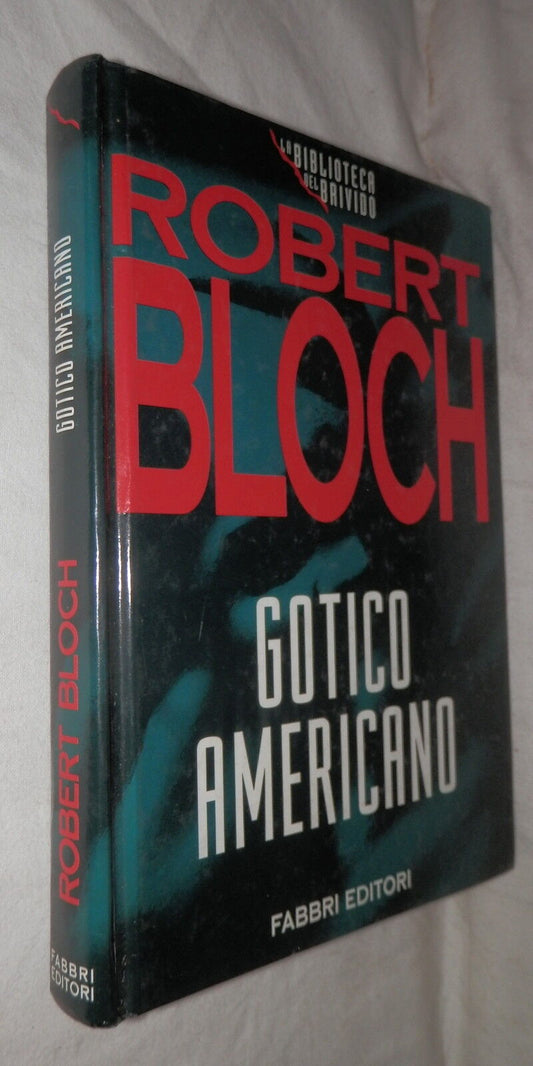 LA BIBLIOTECA
DEL BRIVIDO
ROBERT
BLOCH
GOTICO
AMERICANO
FABBRI EDITORI
GOTICO AMERICANO
ROBERT BLOCH
FABBRI
EDITORI